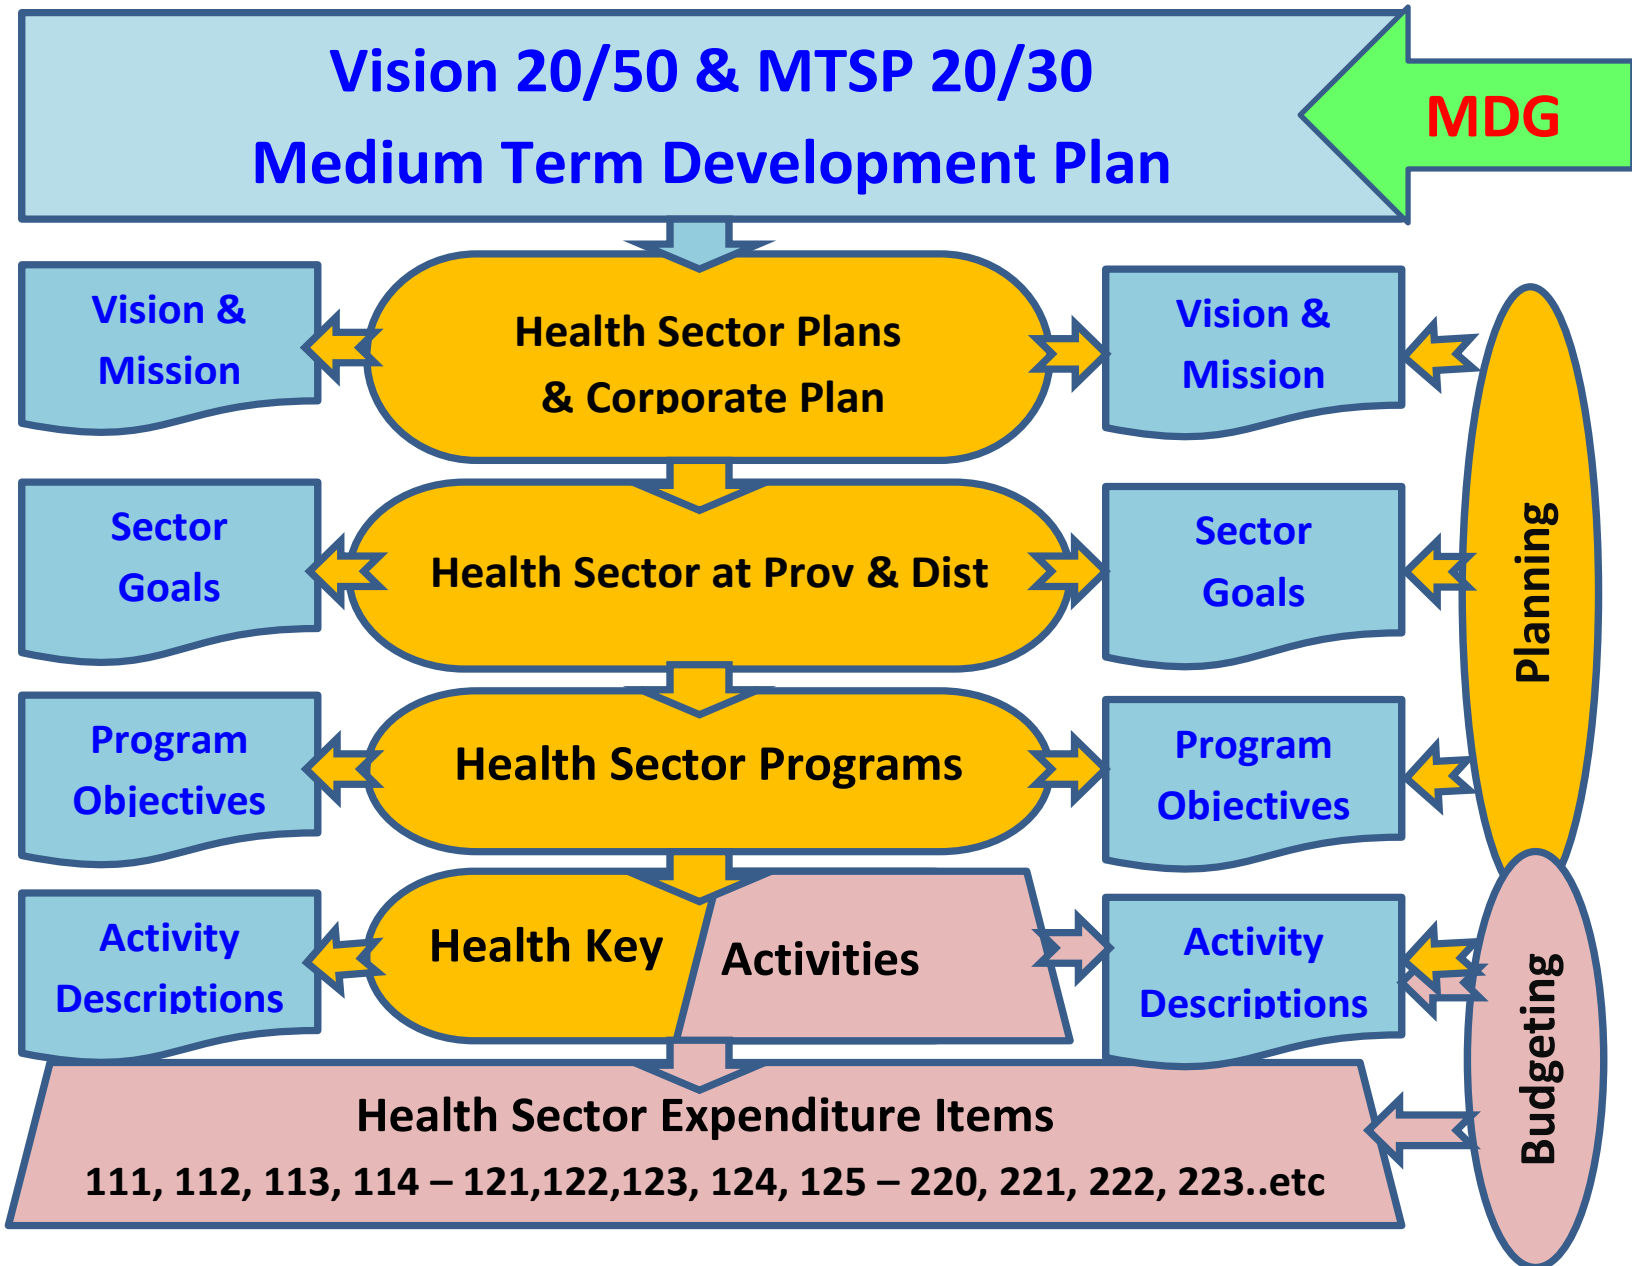 Vision 20/50 & MTSP 20/30
Medium Term Development Plan
MDG
Vision &
Mission
Health Sector Plans
& Corporate Plan
Vision &
Mission
Sector
Goals
Health Sector at Prov & Dist
Sector
Goals
Planning
Program
Objectives
Health Sector Programs
Program
Objectives
Activity
Descriptions
Health Key
Activities
Activity
Descriptions
Budgeting
Health Sector Expenditure Items
111, 112, 113, 114 – 121,122,123, 124, 125 – 220, 221, 222, 223..etc